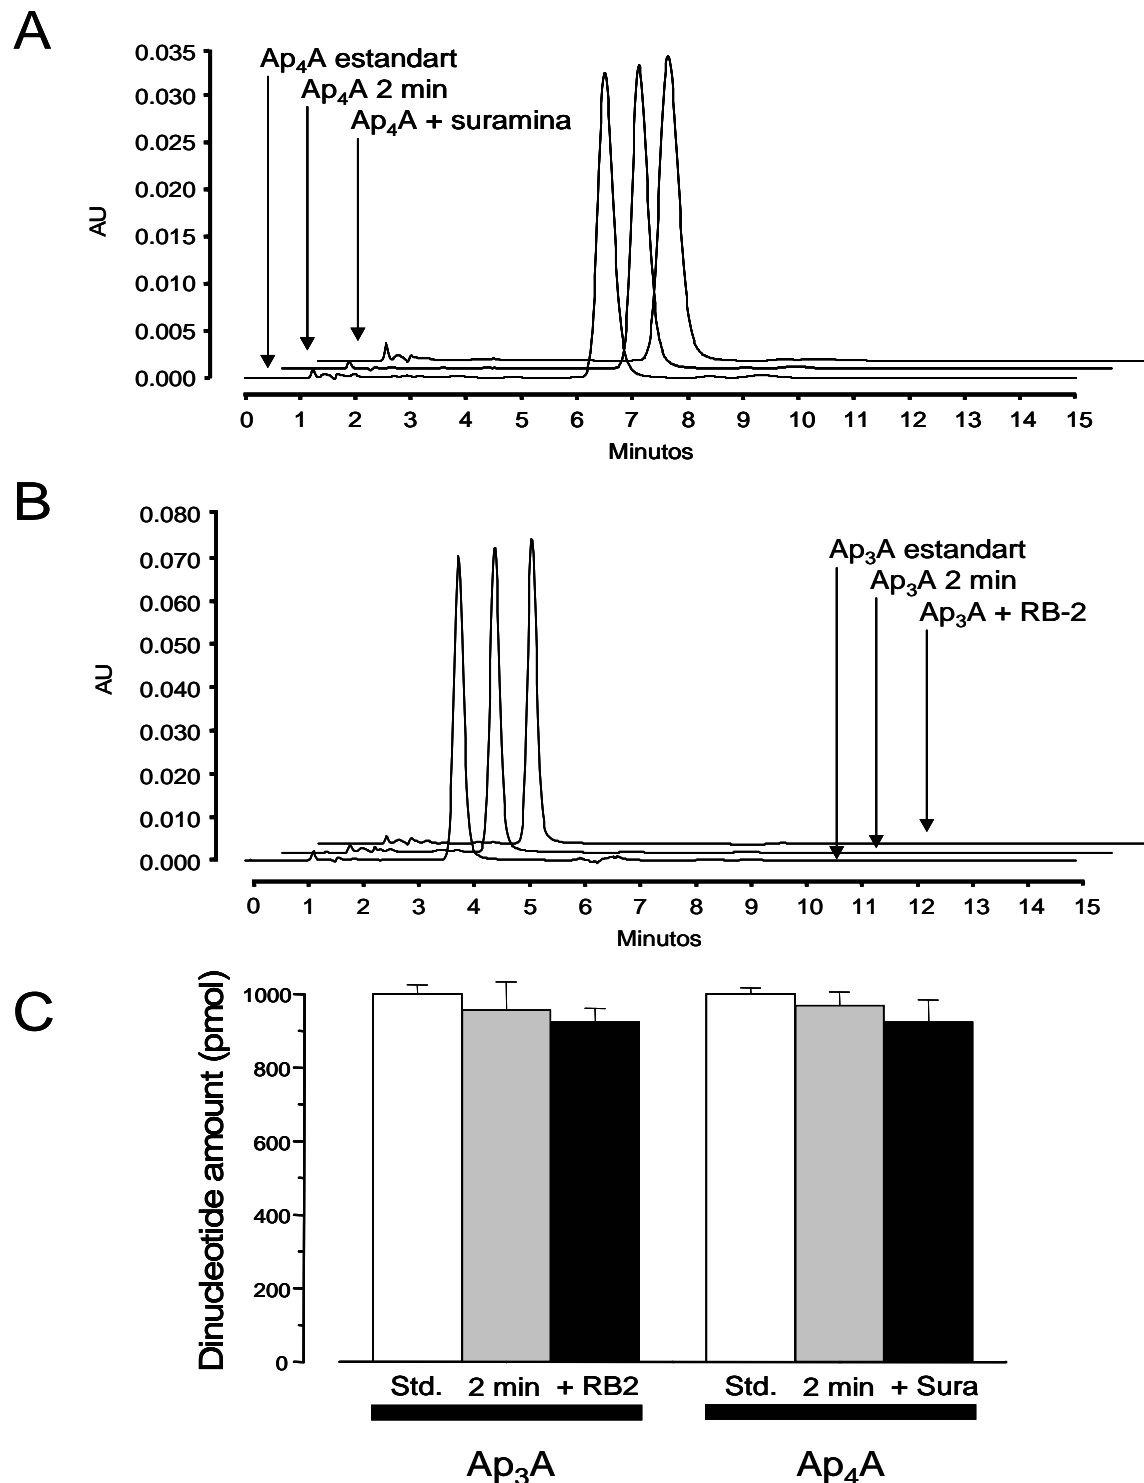 A
Ap₄A estandart
Ap₄A 2 min
Ap₄A + suramina
0.035
0.030
0.025
0.020
0.015
0.010
0.005
0.000
AU
0 1 2 3 4 5 6 7 8 9 10 11 12 13 14 15
Minutos
B
Ap₃A estandart
Ap₃A 2 min
Ap₃A + RB-2
0.080
0.070
0.060
0.050
0.040
0.030
0.020
0.010
0.000
AU
0 1 2 3 4 5 6 7 8 9 10 11 12 13 14 15
Minutos
C
Dinucleotide amount (pmol)
1000
800
600
400
200
0
Std. 2 min + RB2 Std. 2 min + Sura
Ap₃A Ap₄A